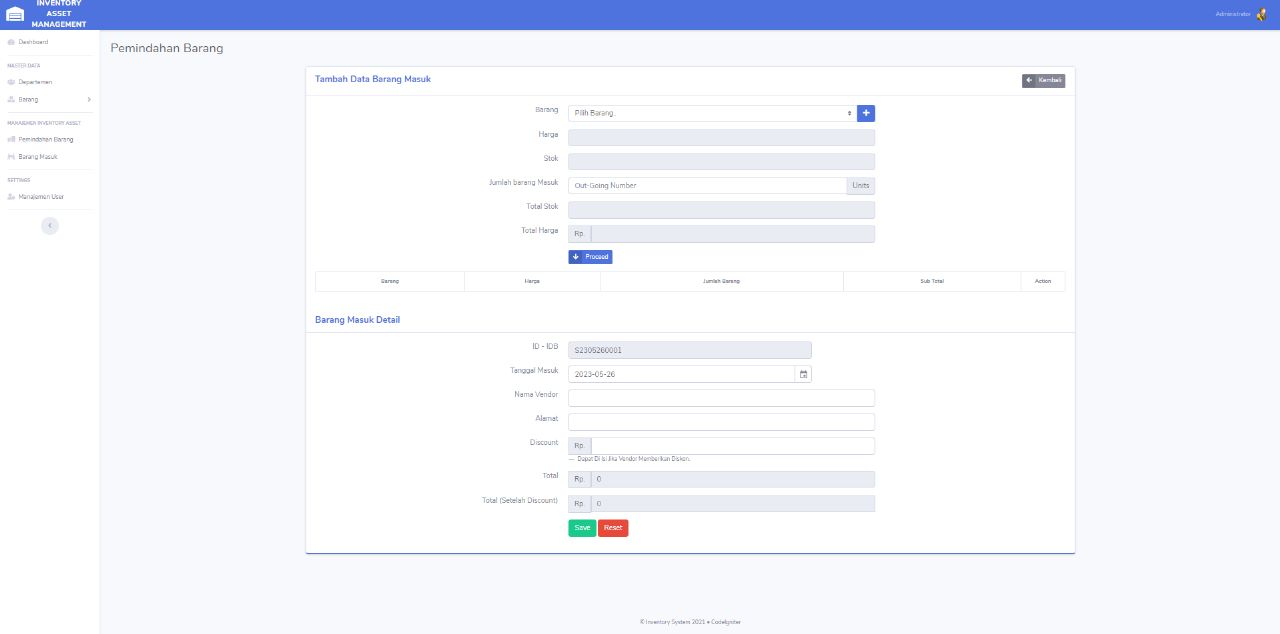 INVENTORY
ASSET
MANAGEMENT
Administrator
Dashboard
MASTER DATA
Departemen
Barang
MANAJEMEN INVENTORY ASSET
Pemindahan Barang
Barang Masuk
SETTINGS
Manajemen User
Pemindahan Barang
Tambah Data Barang Masuk
Kembali
Barang
Pilih Barang
Harga
Stok
Jumlah barang Masuk
Out-Going Number
Units
Total Stok
Total Harga
Rp.
Proceed
Barang Harga Jumlah Barang Sub Total Action
Barang Masuk Detail
ID - IDB
S2305260001
Tanggal Masuk
2023-05-26
Nama Vendor
Alamat
Discount
Rp.
— Dapat Di Isi Jika Vendor Memberikan Diskon.
Total
Rp. 0
Total (Setelah Discount)
Rp. 0
Save Reset
© Inventory System 2021 • CodeIgniter